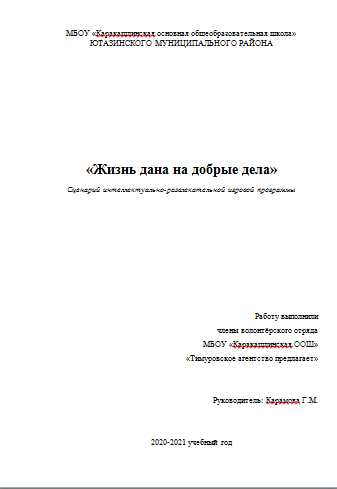 МБОУ «Каракашлинская основная общеобразовательная школа»
ЮТАЗИНСКОГО МУНИЦИПАЛЬНОГО РАЙОНА
«Жизнь дана на добрые дела»
Сценарий интеллектуально-развлекательной игровой программы
Работу выполнили
члены волонтёрского отряда
МБОУ «Каракашлинская ООШ»
«Тимуровское агентство предлагает»
Руководитель: Карамова Г.М.
2020-2021 учебный год